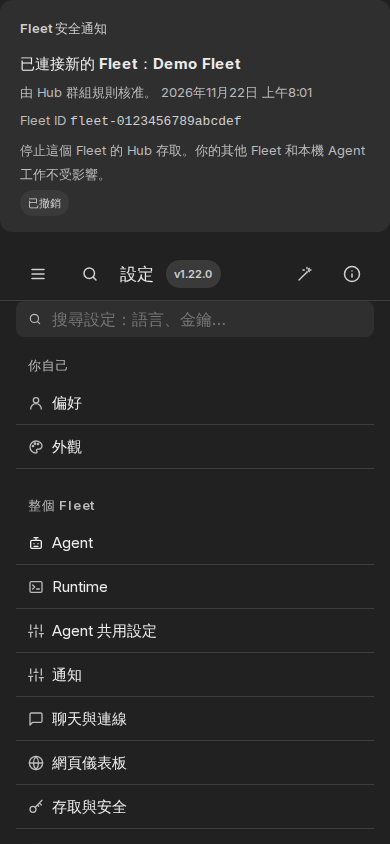 Fleet 安全通知
已連接新的 Fleet：Demo Fleet
由 Hub 群組規則核准。 2026年11月22日 上午8:01
Fleet ID fleet-0123456789abcdef
停止這個 Fleet 的 Hub 存取。你的其他 Fleet 和本機 Agent
工作不受影響。
已撤銷
設定 v1.22.0
搜尋設定：語言、金鑰...
你自己
偏好
外觀
整個 Fleet
Agent
Runtime
Agent 共用設定
通知
聊天與連線
網頁儀表板
存取與安全